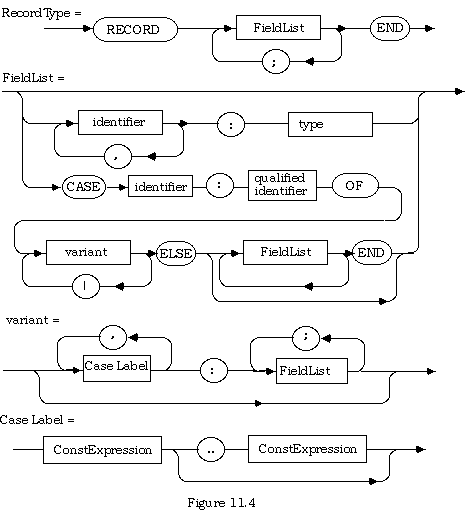 RecordType =
RECORD FieldList END
;
FieldList =
identifier : type
,
CASE identifier : qualified identifier OF
variant ELSE FieldList END
|
variant =
, ;
Case Label : FieldList
Case Label =
ConstExpression .. ConstExpression
Figure 11.4